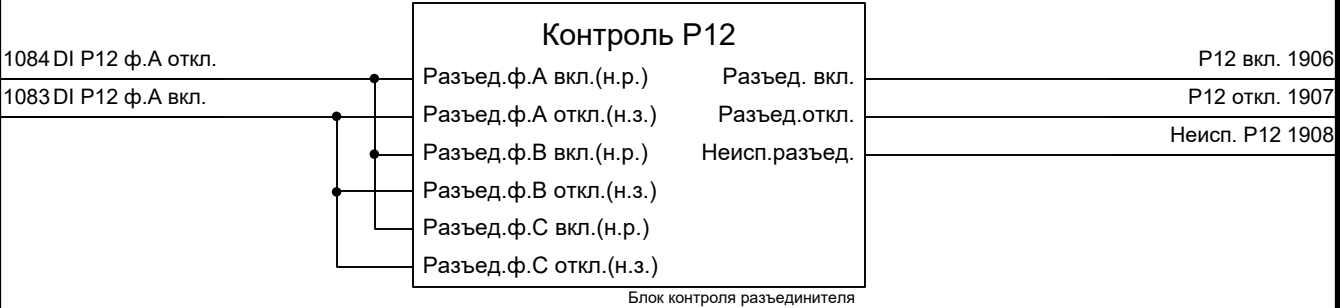 Контроль Р12
1084 DI Р12 ф.А откл.
Р12 вкл. 1906
Разъед.ф.А вкл.(н.р.) Разъед. вкл.
1083 DI Р12 ф.А вкл.
Р12 откл. 1907
Разъед.ф.А откл.(н.з.) Разъед.откл.
Неисп. Р12 1908
Разъед.ф.В вкл.(н.р.) Неисп.разъед.
Разъед.ф.В откл.(н.з.)
Разъед.ф.С вкл.(н.р.)
Разъед.ф.С откл.(н.з.)
Блок контроля разъединителя